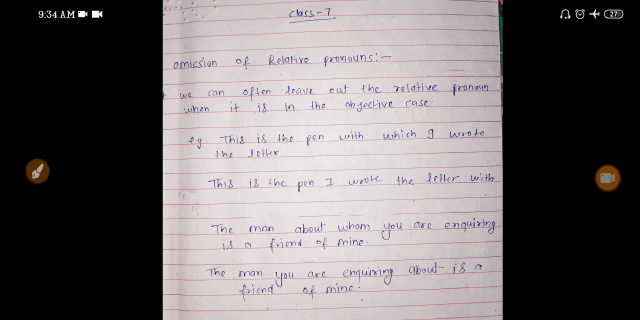 9:34 AM
27
Class-7
omission of Relative pronouns:-
we can often leave out the relative pronoun
when it is in the objective case.
eg This is the pen with which I wrote
the letter
This is the pen I wrote the letter with
The man about whom you are enquiring
is a friend of mine.
The man you are enquiring about is a
friend of mine.